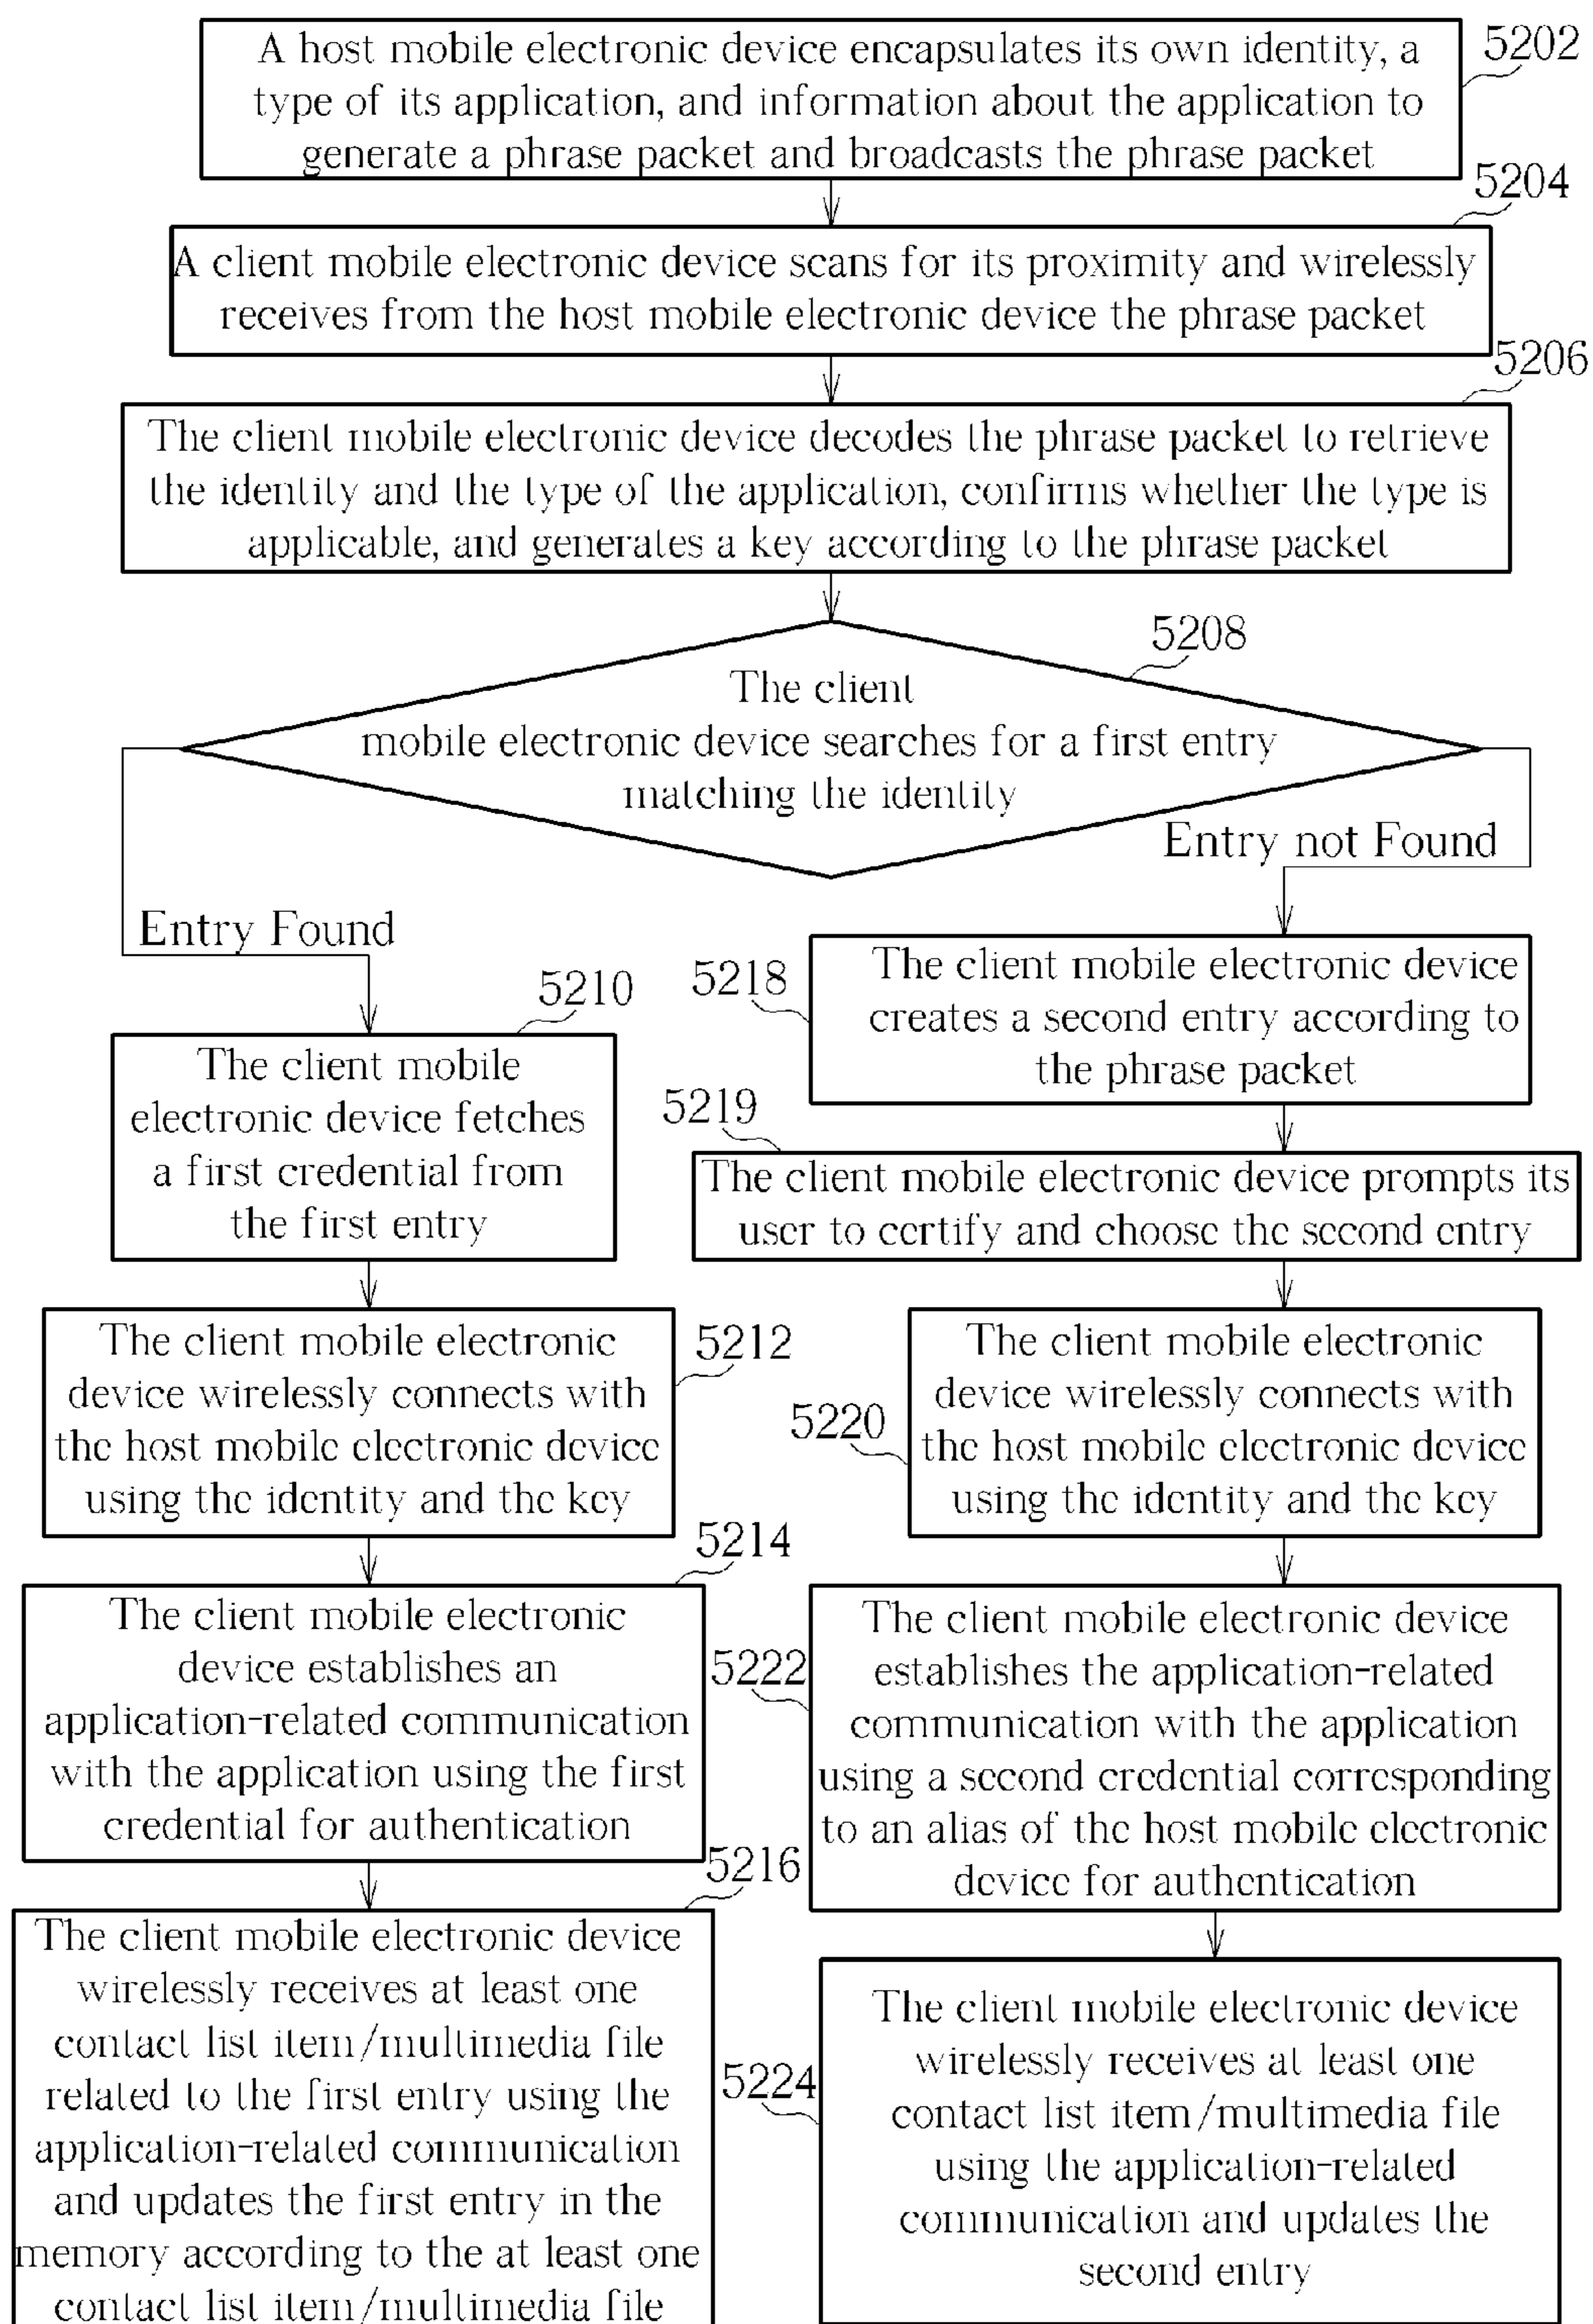 A host mobile electronic device encapsulates its own identity, a
type of its application, and information about the application to
generate a phrase packet and broadcasts the phrase packet
5202
5204
A client mobile electronic device scans for its proximity and wirelessly
receives from the host mobile electronic device the phrase packet
5206
The client mobile electronic device decodes the phrase packet to retrieve
the identity and the type of the application, confirms whether the type is
applicable, and generates a key according to the phrase packet
5208
The client
mobile electronic device searches for a first entry
matching the identity
Entry not Found
Entry Found
5210
The client mobile
electronic device fetches
a first credential from
the first entry
5212
The client mobile electronic
device wirelessly connects with
the host mobile electronic device
using the identity and the key
5214
The client mobile electronic
device establishes an
application-related communication
with the application using the first
credential for authentication
5216
The client mobile electronic device
wirelessly receives at least one
contact list item/multimedia file
related to the first entry using the
application-related communication
and updates the first entry in the
memory according to the at least one
contact list item/multimedia file
5218
The client mobile electronic device
creates a second entry according to
the phrase packet
5219
The client mobile electronic device prompts its
user to certify and choose the second entry
5220
The client mobile electronic
device wirelessly connects with
the host mobile electronic device
using the identity and the key
5222
The client mobile electronic device
establishes the application-related
communication with the application
using a second credential corresponding
to an alias of the host mobile electronic
device for authentication
5224
The client mobile electronic device
wirelessly receives at least one
contact list item/multimedia file
using the application-related
communication and updates the
second entry